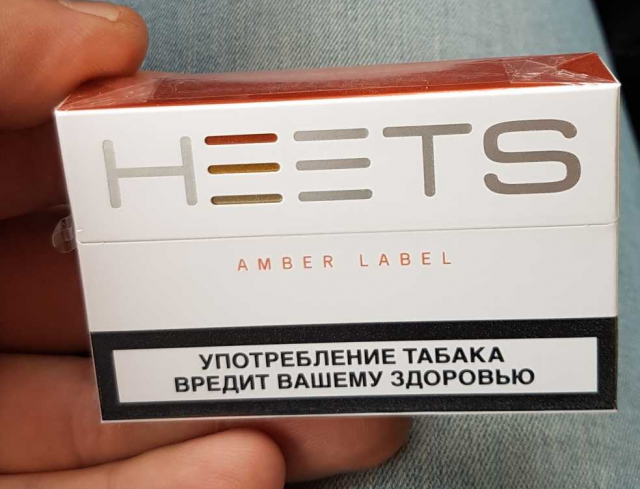 HEETS
AMBER LABEL
УПОТРЕБЛЕНИЕ ТАБАКА
ВРЕДИТ ВАШЕМУ ЗДОРОВЬЮ